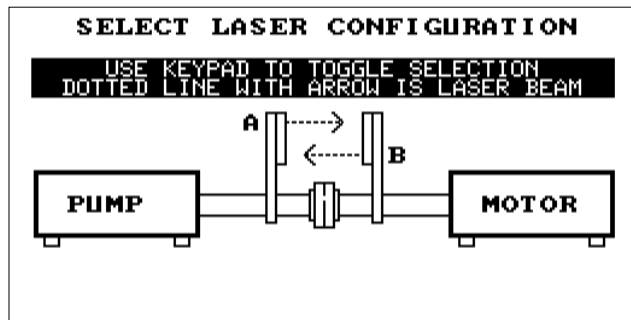 SELECT LASER CONFIGURATION
USE KEYPAD TO TOGGLE SELECTION
DOTTED LINE WITH ARROW IS LASER BEAM
A
B
PUMP
MOTOR